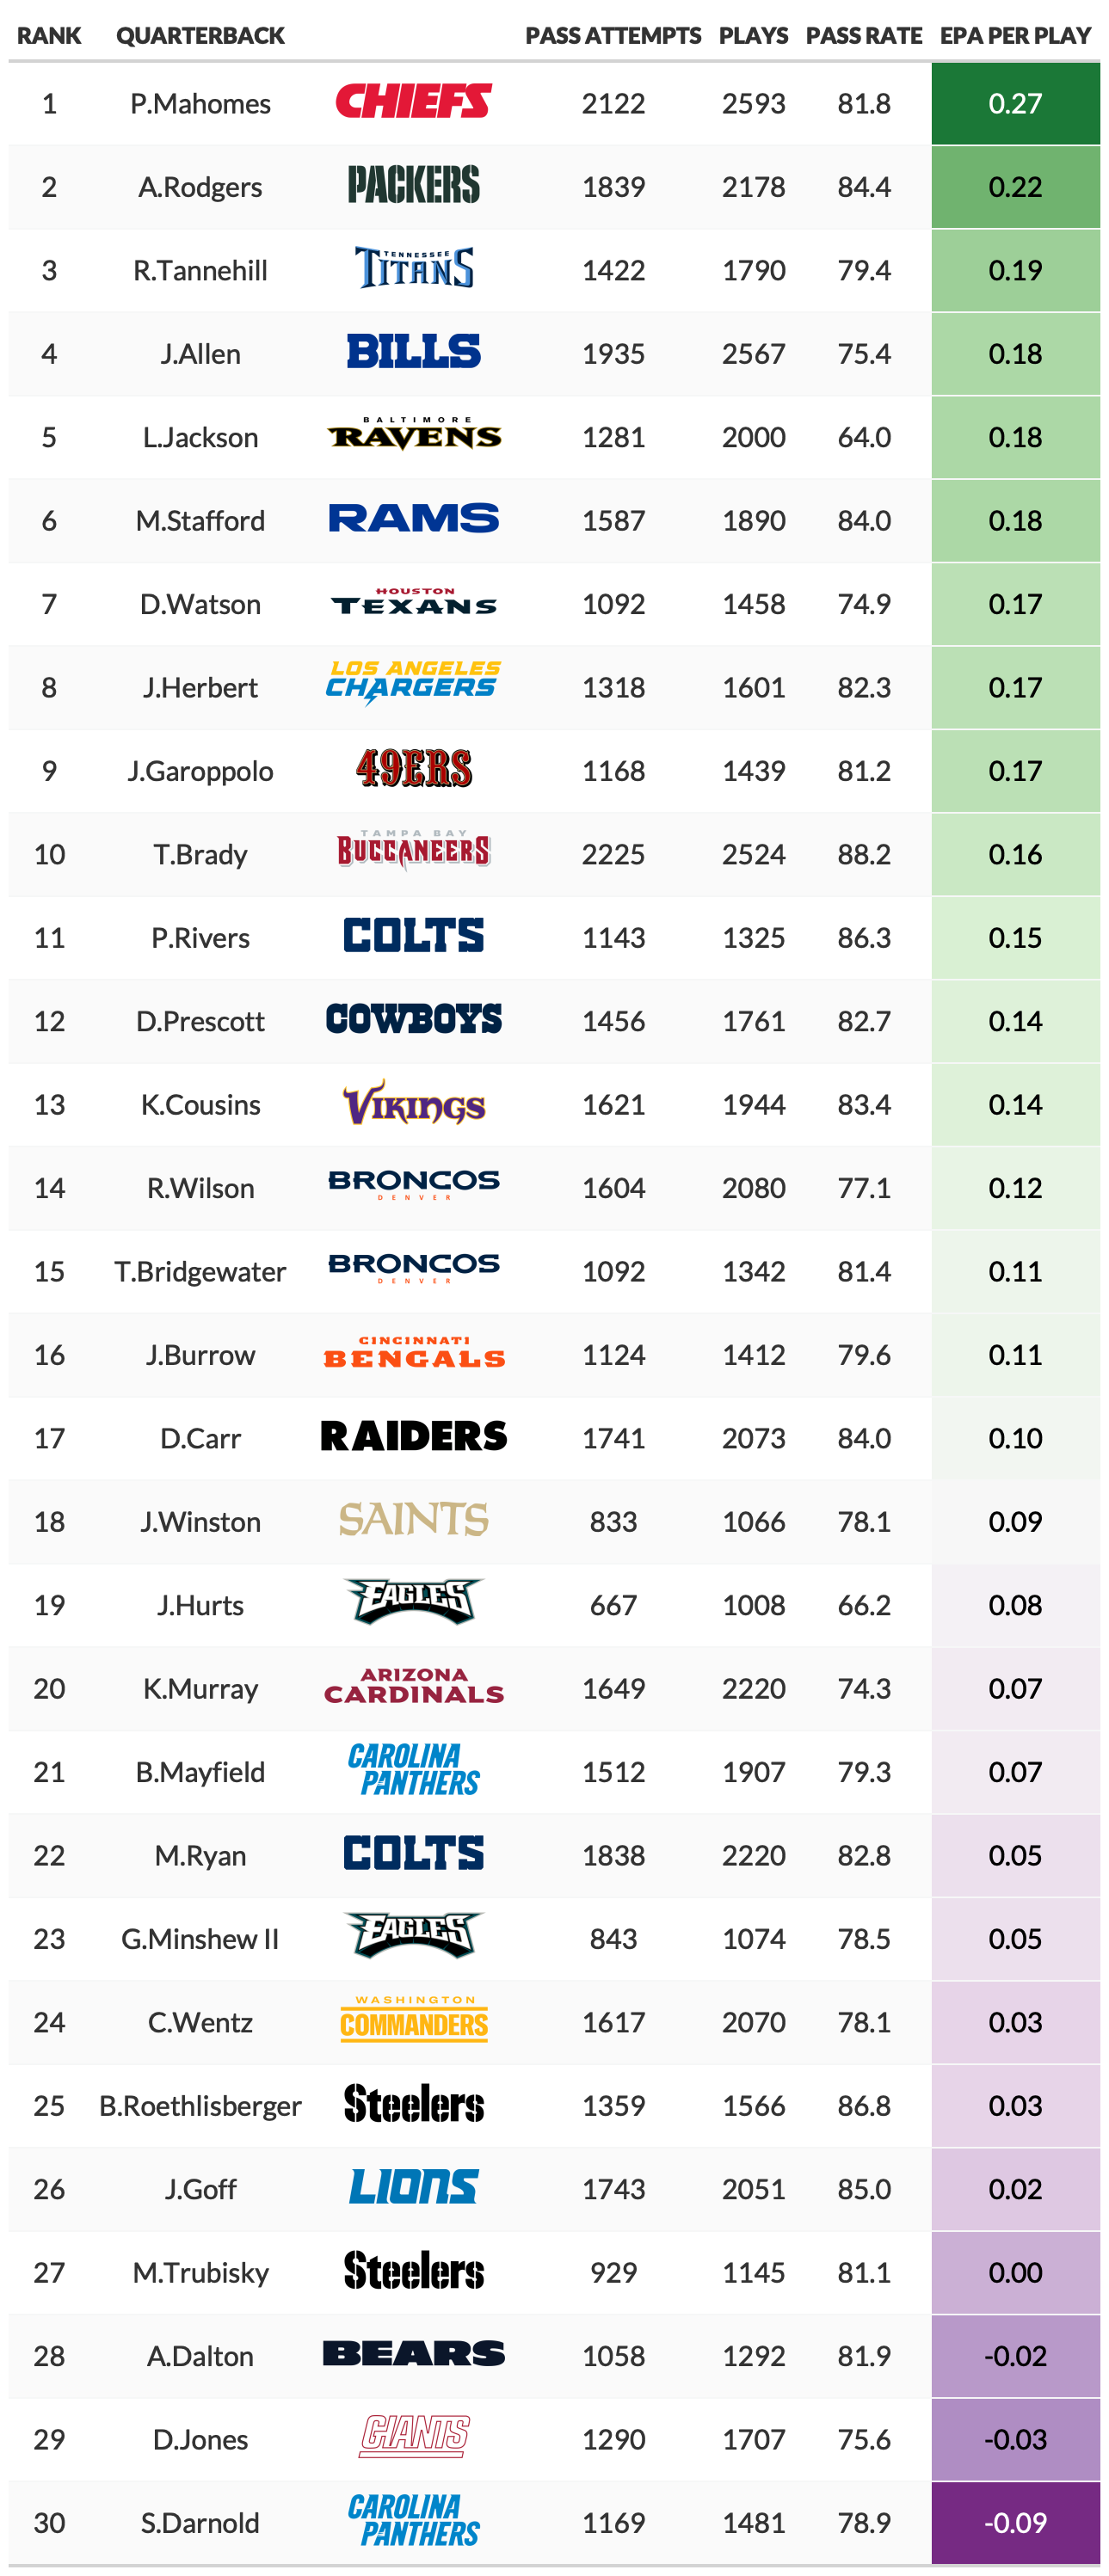 RANK QUARTERBACK PASS ATTEMPTS PLAYS PASS RATE EPA PER PLAY
1 P.Mahomes CHIEFS 2122 2593 81.8 0.27
2 A.Rodgers PACKERS 1839 2178 84.4 0.22
3 R.Tannehill TENNESSEE TITANS 1422 1790 79.4 0.19
4 J.Allen BILLS 1935 2567 75.4 0.18
5 L.Jackson BALTIMORE RAVENS 1281 2000 64.0 0.18
6 M.Stafford RAMS 1587 1890 84.0 0.18
7 D.Watson HOUSTON TEXANS 1092 1458 74.9 0.17
8 J.Herbert LOS ANGELES CHARGERS 1318 1601 82.3 0.17
9 J.Garoppolo 49ERS 1168 1439 81.2 0.17
10 T.Brady TAMPA BAY BUCCANEERS 2225 2524 88.2 0.16
11 P.Rivers COLTS 1143 1325 86.3 0.15
12 D.Prescott COWBOYS 1456 1761 82.7 0.14
13 K.Cousins VIKINGS 1621 1944 83.4 0.14
14 R.Wilson BRONCOS DENVER 1604 2080 77.1 0.12
15 T.Bridgewater BRONCOS DENVER 1092 1342 81.4 0.11
16 J.Burrow CINCINNATI BENGALS 1124 1412 79.6 0.11
17 D.Carr RAIDERS 1741 2073 84.0 0.10
18 J.Winston SAINTS 833 1066 78.1 0.09
19 J.Hurts EAGLES 667 1008 66.2 0.08
20 K.Murray ARIZONA CARDINALS 1649 2220 74.3 0.07
21 B.Mayfield CAROLINA PANTHERS 1512 1907 79.3 0.07
22 M.Ryan COLTS 1838 2220 82.8 0.05
23 G.Minshew II EAGLES 843 1074 78.5 0.05
24 C.Wentz WASHINGTON COMMANDERS 1617 2070 78.1 0.03
25 B.Roethlisberger Steelers 1359 1566 86.8 0.03
26 J.Goff LIONS 1743 2051 85.0 0.02
27 M.Trubisky Steelers 929 1145 81.1 0.00
28 A.Dalton BEARS 1058 1292 81.9 -0.02
29 D.Jones GIANTS 1290 1707 75.6 -0.03
30 S.Darnold CAROLINA PANTHERS 1169 1481 78.9 -0.09